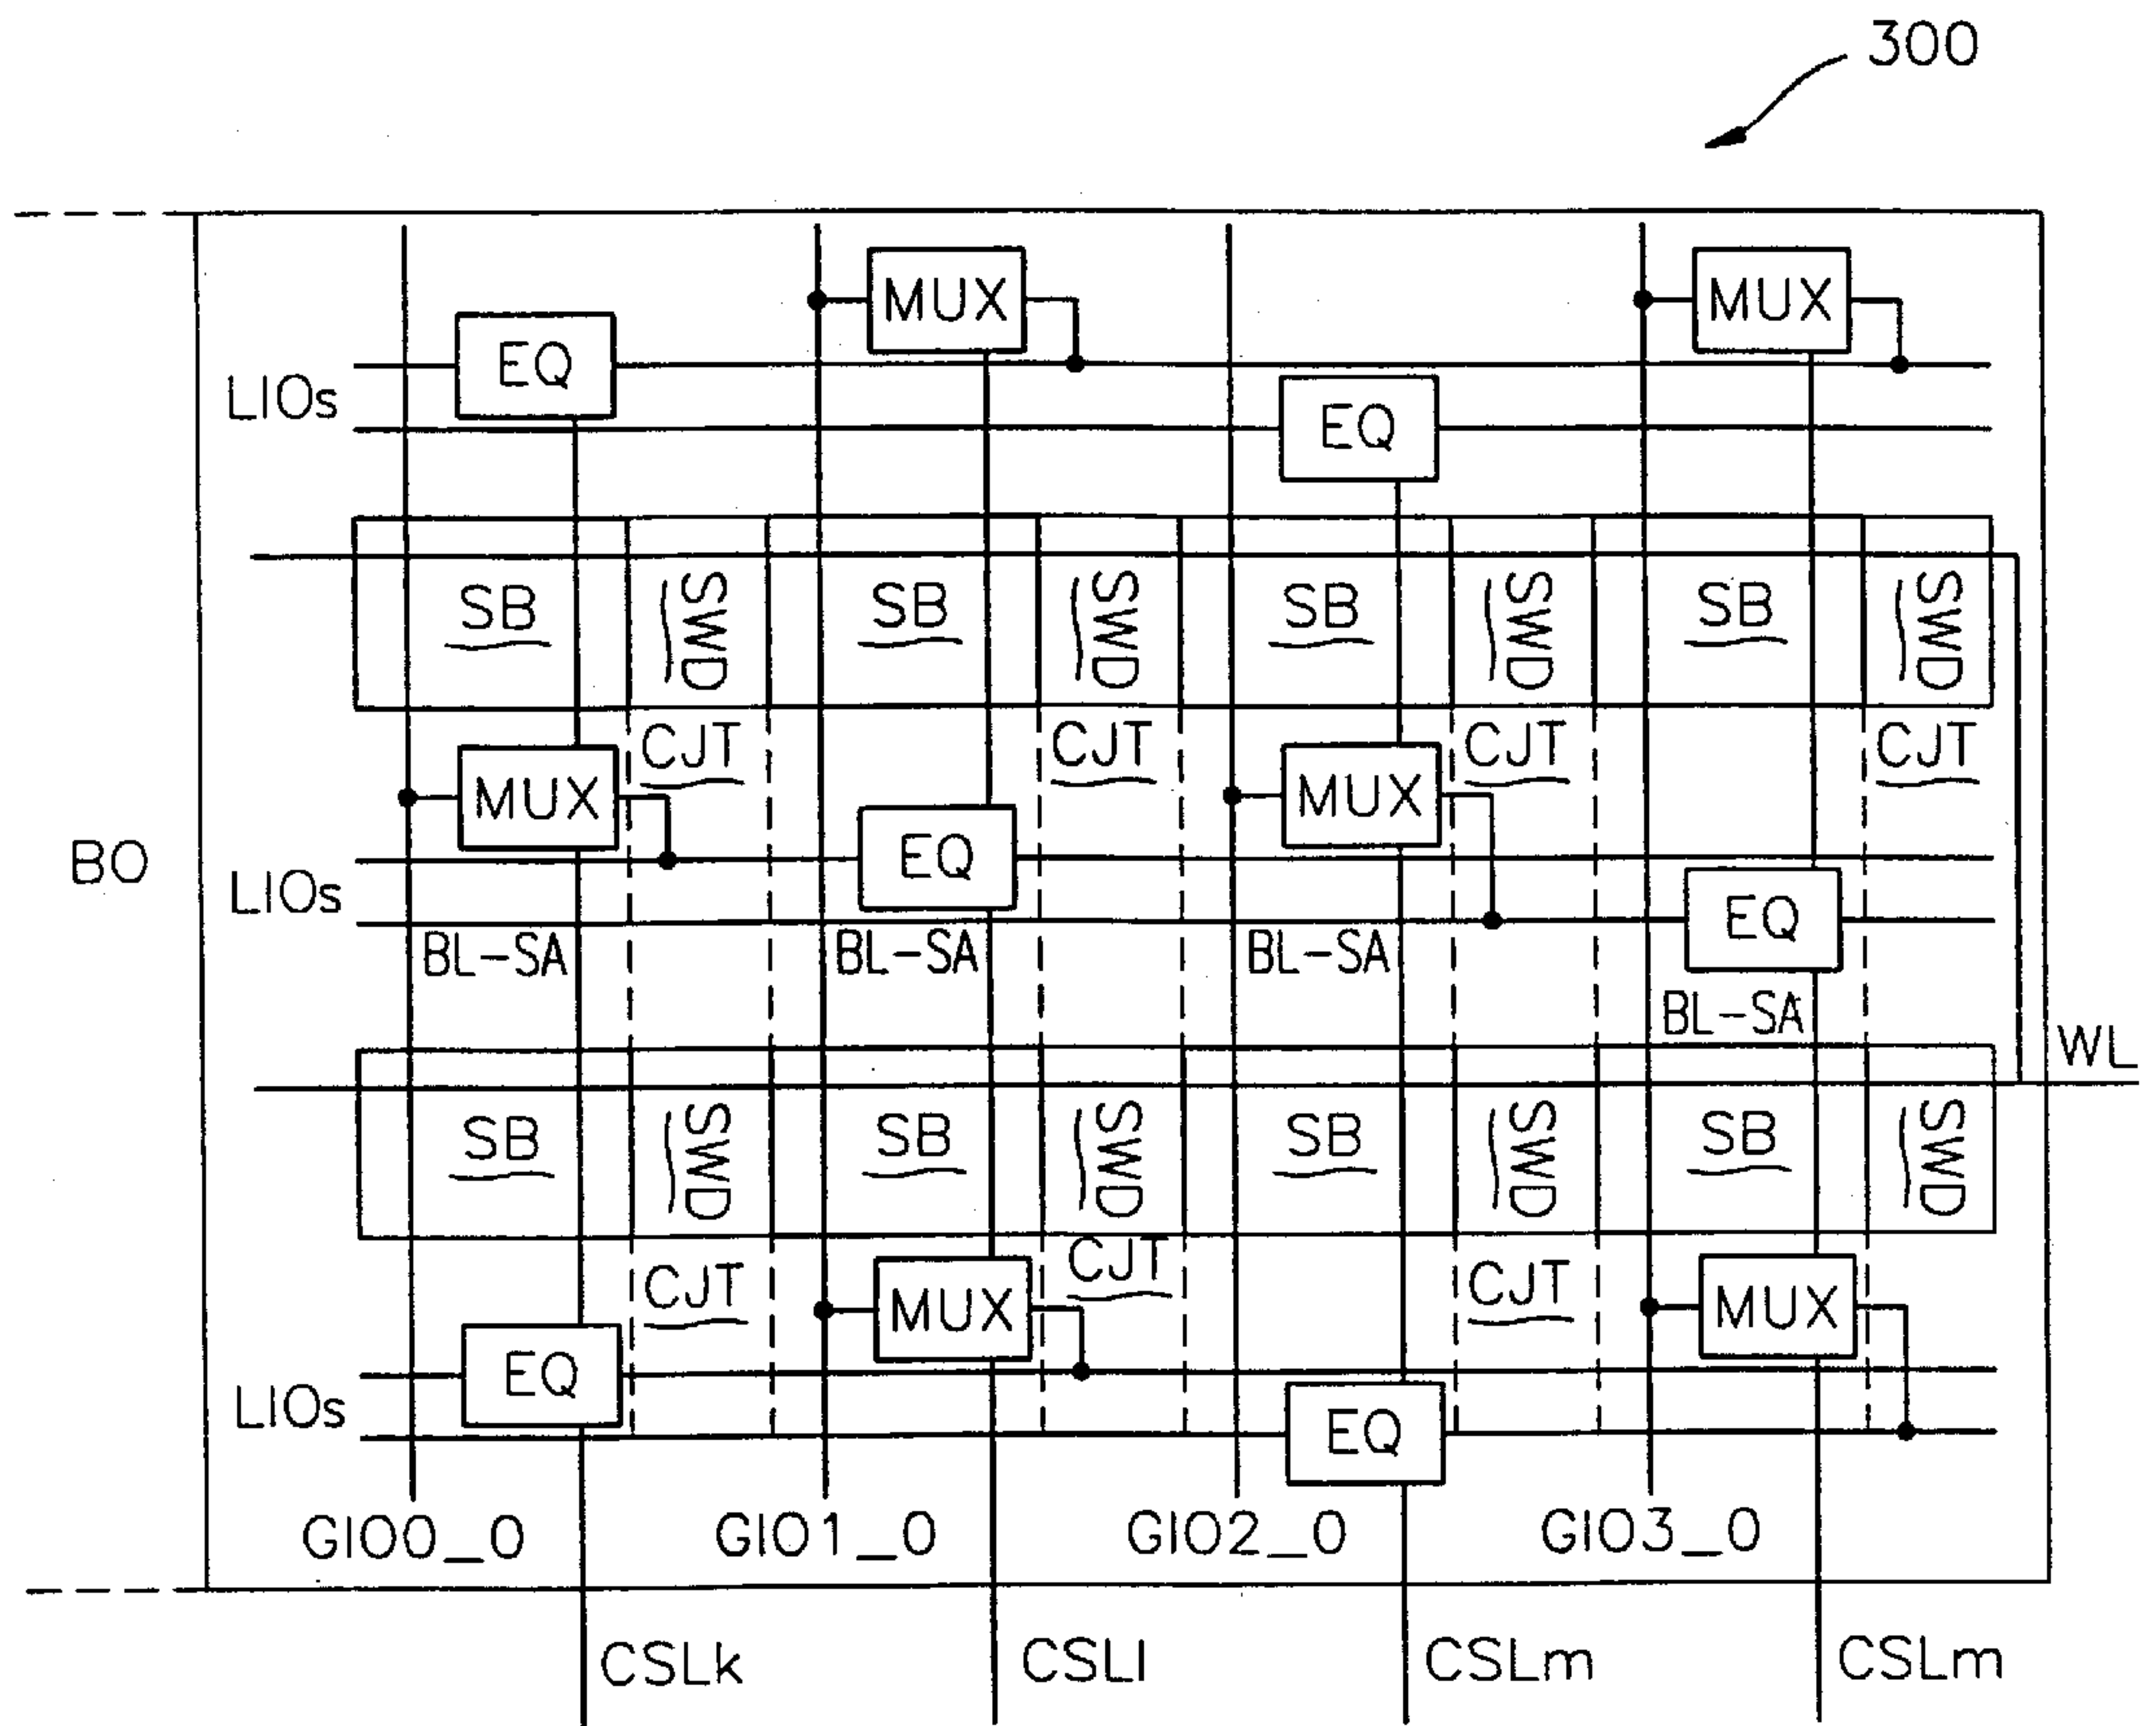 300
MUX MUX
EQ
LIOs
EQ
SB SWD SB SWD SB SWD SB SWD
CJT CJT CJT CJT
MUX MUX
BO
EQ
LIOs
EQ
BL-SA BL-SA BL-SA
BL-SA
WL
SB SWD SB SWD SB SWD SB SWD
CJT
CJT CJT
MUX MUX
EQ
LIOs
EQ
GIO0_0 GIO1_0 GIO2_0 GIO3_0
CSLk CSLl CSLm CSLm